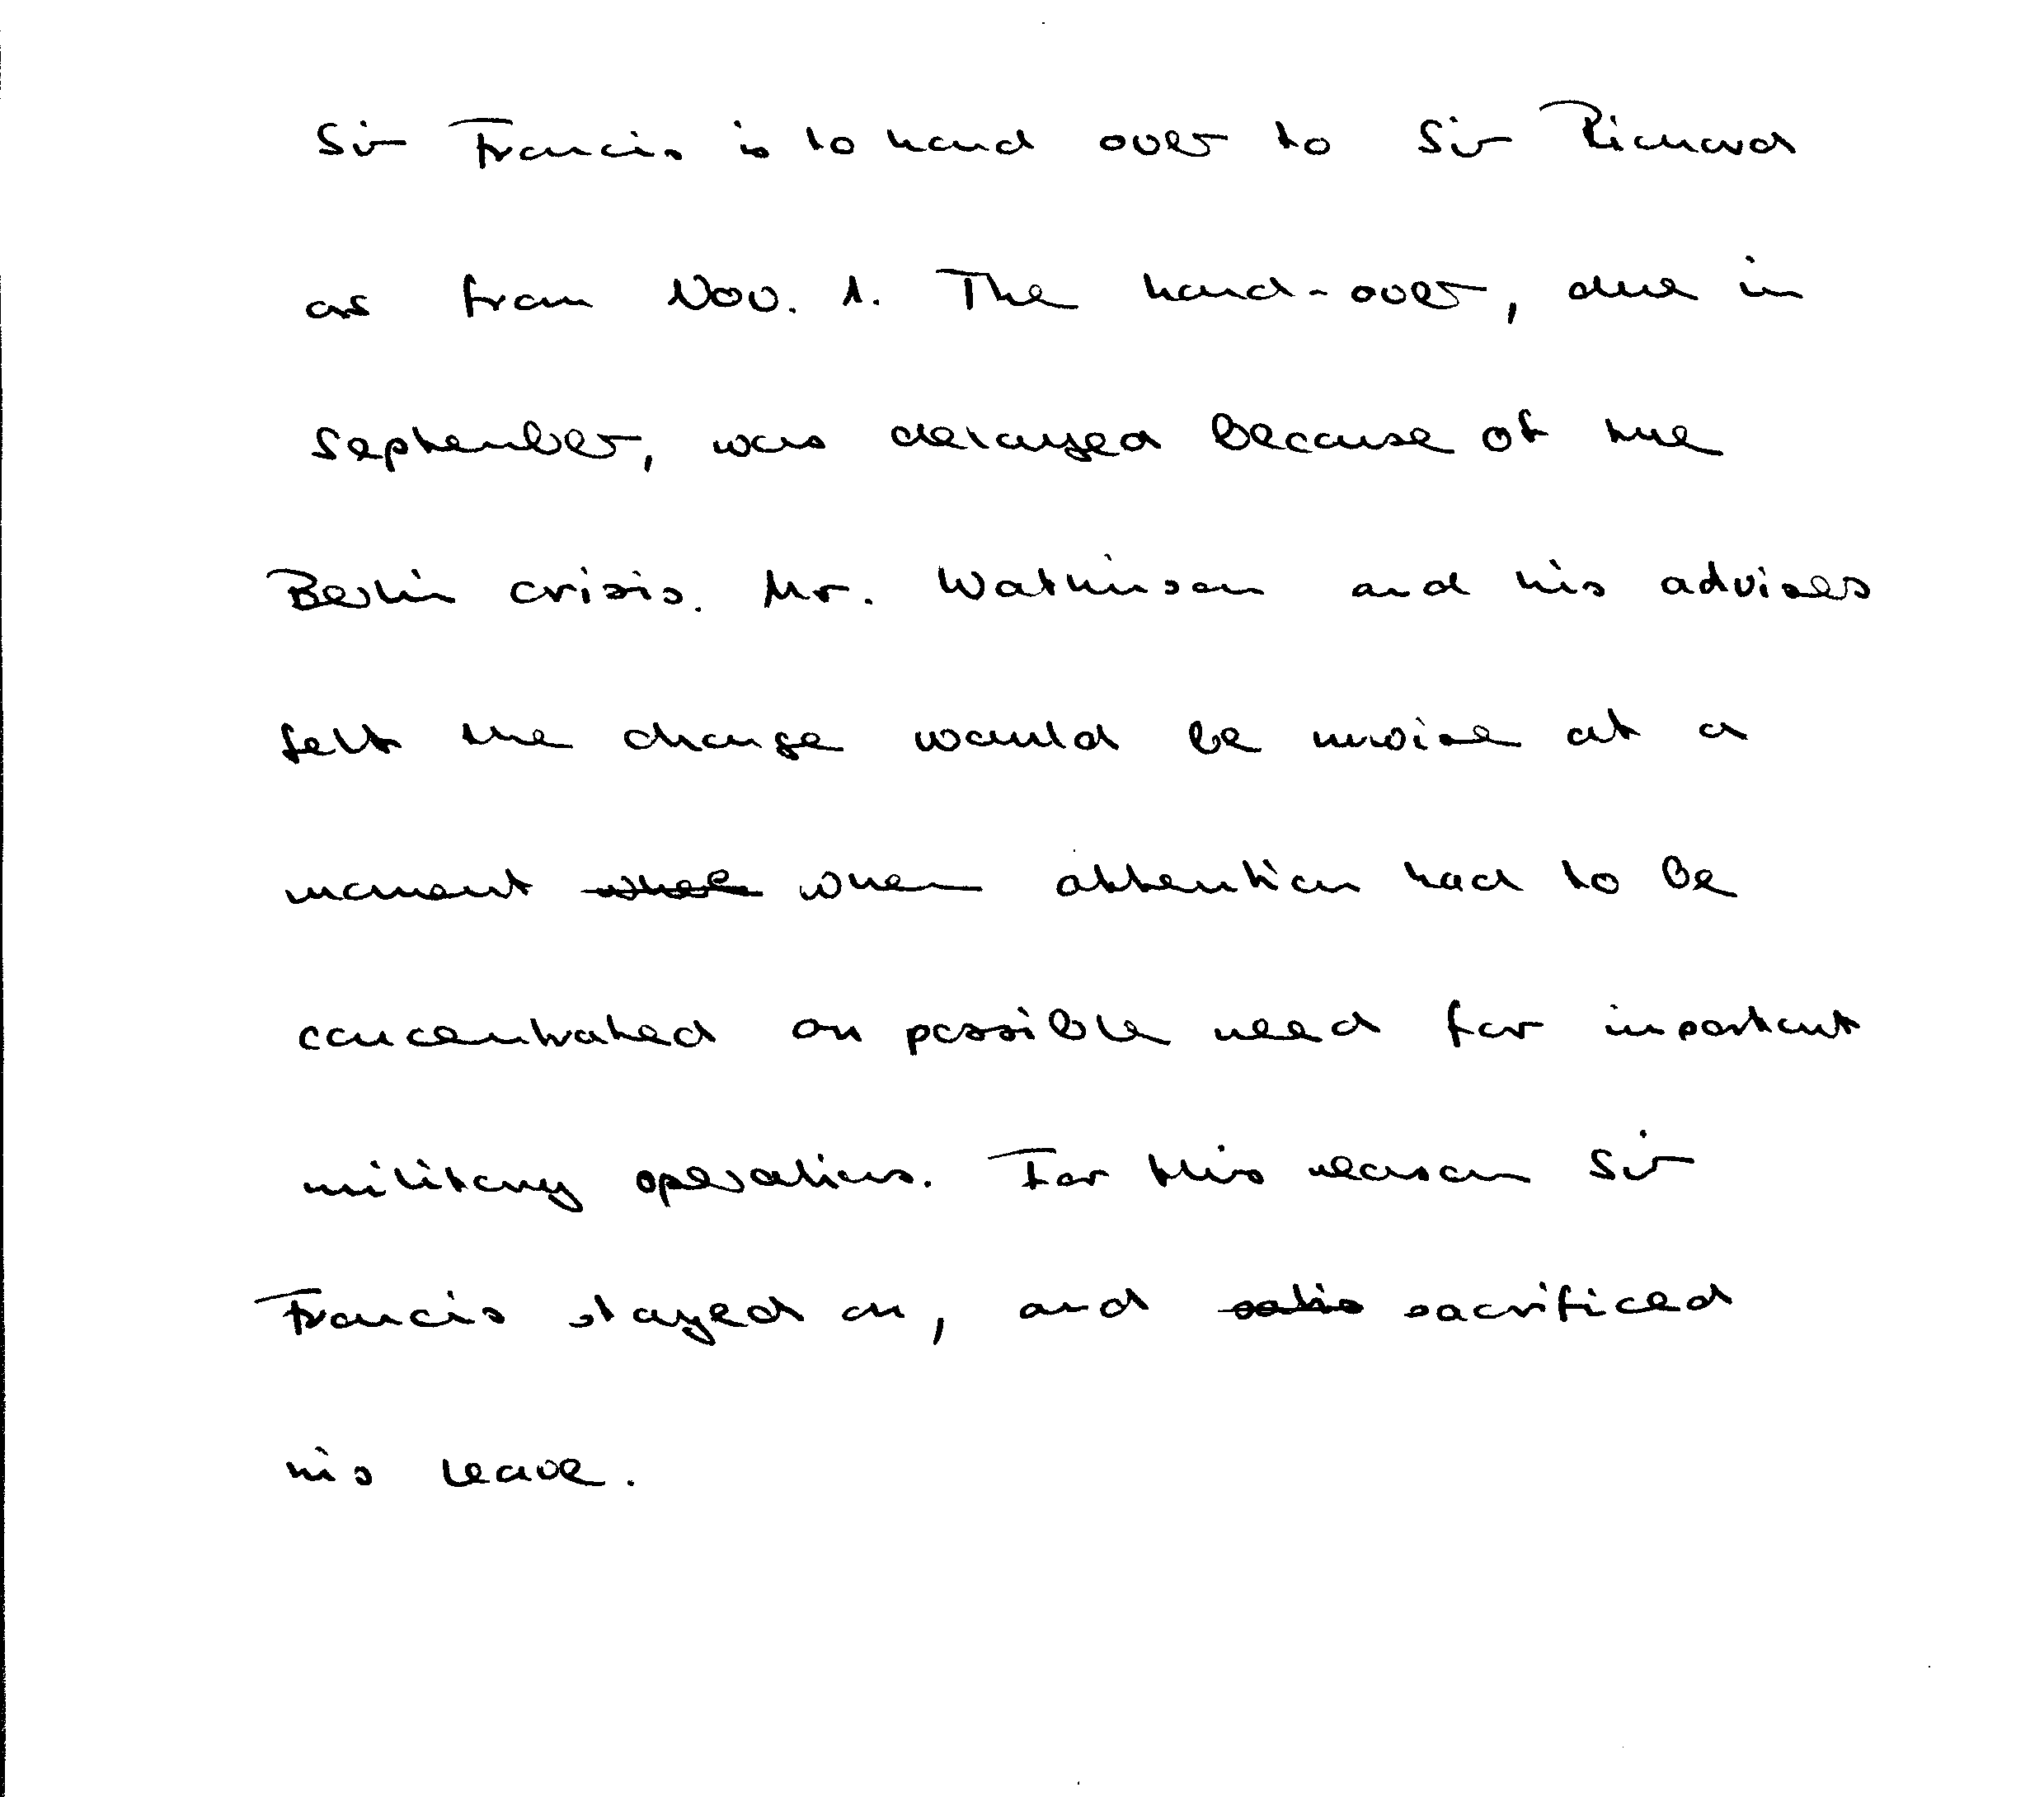 Sir Francis is to hand over to Sir Richard
as from Nov. 1. The hand-over, due in
September, was delayed because of the
Berlin crisis. Mr. Watkinson and his advises
felt the change would be unwise at a
moment when attention had to be
concentrated on possible need for important
military operations. For this reason Sir
Francis stayed on, and sacrificed
his leave.